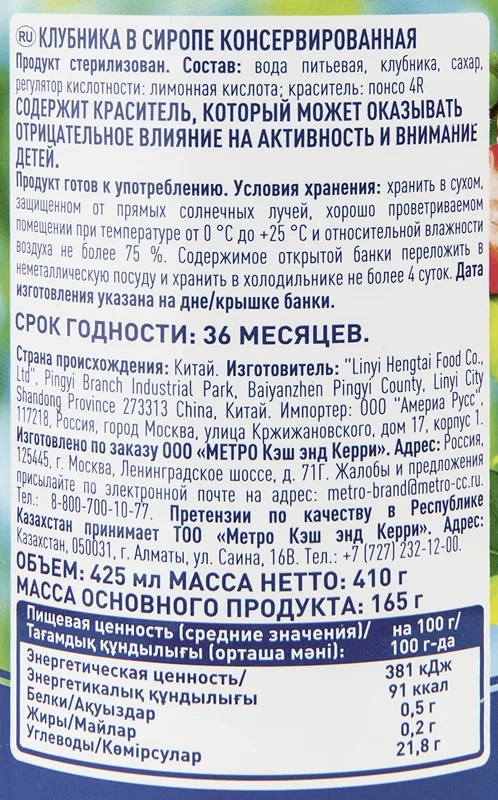 RU КЛУБНИКА В СИРОПЕ КОНСЕРВИРОВАННАЯ
Продукт стерилизован. Состав: вода питьевая, клубника, сахар,
регулятор кислотности: лимонная кислота; краситель: понсо 4R
СОДЕРЖИТ КРАСИТЕЛЬ, КОТОРЫЙ МОЖЕТ ОКАЗЫВАТЬ
ОТРИЦАТЕЛЬНОЕ ВЛИЯНИЕ НА АКТИВНОСТЬ И ВНИМАНИЕ
ДЕТЕЙ.
Продукт готов к употреблению. Условия хранения: хранить в сухом,
защищенном от прямых солнечных лучей, хорошо проветриваемом
помещении при температуре от 0 °С до +25 °С и относительной влажности
воздуха не более 75 %. Содержимое открытой банки переложить в
неметаллическую посуду и хранить в холодильнике не более 4 суток. Дата
изготовления указана на дне/крышке банки.
СРОК ГОДНОСТИ: 36 МЕСЯЦЕВ.
Страна происхождения: Китай. Изготовитель: "Linyi Hengtai Food Co.,
Ltd", Pingyi Branch Industrial Park, Baiyanzhen Pingyi County, Linyi City
Shandong Province 273313 China, Китай. Импортер: ООО "Америа Русс",
117218, Россия, город Москва, улица Кржижановского, дом 17, корпус 1.
Изготовлено по заказу ООО «МЕТРО Кэш энд Керри». Адрес: Россия,
125445, г. Москва, Ленинградское шоссе, д. 71Г. Жалобы и предложения
присылайте по электронной почте на адрес: metro-brand@metro-cc.ru.
Тел.: 8-800-700-10-77. Претензии по качеству в Республике
Казахстан принимает ТОО «Метро Кэш энд Керри». Адрес:
Казахстан, 050031, г. Алматы, ул. Саина, 16В. Тел.: +7 (727) 232-12-00.
ОБЪЕМ: 425 мл МАССА НЕТТО: 410 г
МАССА ОСНОВНОГО ПРОДУКТА: 165 г
Пищевая ценность (средние значения)/ на 100 г/
Тағамдық құндылығы (орташа мәні): 100 г-да
Энергетическая ценность/ 381 кДж
Энергетикалық құндылығы 91 ккал
Белки/Ақуыздар 0,5 г
Жиры/Майлар 0,2 г
Углеводы/Көмірсулар 21,8 г